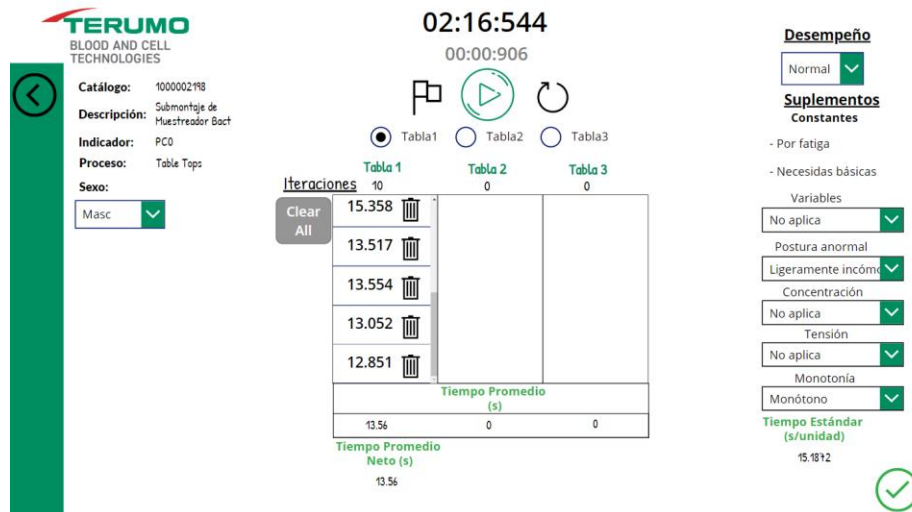 TERUMO
BLOOD AND CELL
TECHNOLOGIES
Catálogo: 1000002198
Descripción: Submontaje de
Muestreador Bact
Indicador: PC0
Proceso: Table Tops
Sexo:
Masc
02:16:544
00:00:906
Tabla1 Tabla2 Tabla3
Tabla 1 Tabla 2 Tabla 3
Iteraciones 10 0 0
Clear
All
15.358
13.517
13.554
13.052
12.851
Tiempo Promedio
(s)
13.56 0 0
Tiempo Promedio
Neto (s)
13.56
Desempeño
Normal
Suplementos
Constantes
- Por fatiga
- Necesidas básicas
Variables
No aplica
Postura anormal
Ligeramente incómo
Concentración
No aplica
Tensión
No aplica
Monotonía
Monótono
Tiempo Estándar
(s/unidad)
15.1872